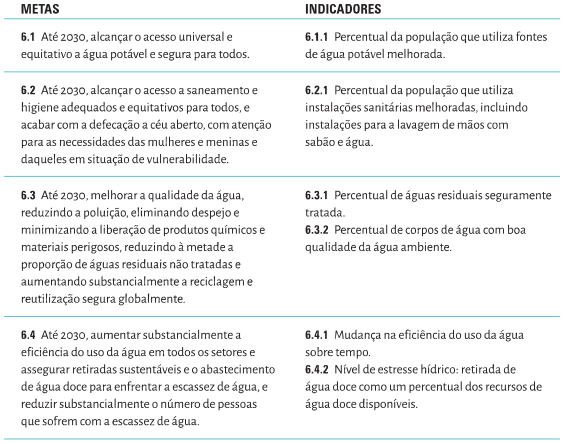 METAS
INDICADORES
6.1 Até 2030, alcançar o acesso universal e
equitativo a água potável e segura para todos.
6.1.1 Percentual da população que utiliza fontes
de água potável melhorada.
6.2 Até 2030, alcançar o acesso a saneamento e
higiene adequados e equitativos para todos, e
acabar com a defecação a céu aberto, com atenção
para as necessidades das mulheres e meninas e
daqueles em situação de vulnerabilidade.
6.2.1 Percentual da população que utiliza
instalações sanitárias melhoradas, incluindo
instalações para a lavagem de mãos com
sabão e água.
6.3 Até 2030, melhorar a qualidade da água,
reduzindo a poluição, eliminando despejo e
minimizando a liberação de produtos químicos e
materiais perigosos, reduzindo à metade a
proporção de águas residuais não tratadas e
aumentando substancialmente a reciclagem e
reutilização segura globalmente.
6.3.1 Percentual de águas residuais seguramente
tratada.
6.3.2 Percentual de corpos de água com boa
qualidade da água ambiente.
6.4 Até 2030, aumentar substancialmente a
eficiência do uso da água em todos os setores e
assegurar retiradas sustentáveis e o abastecimento
de água doce para enfrentar a escassez de água, e
reduzir substancialmente o número de pessoas
que sofrem com a escassez de água.
6.4.1 Mudança na eficiência do uso da água
sobre tempo.
6.4.2 Nível de estresse hídrico: retirada de
água doce como um percentual dos recursos de
água doce disponíveis.